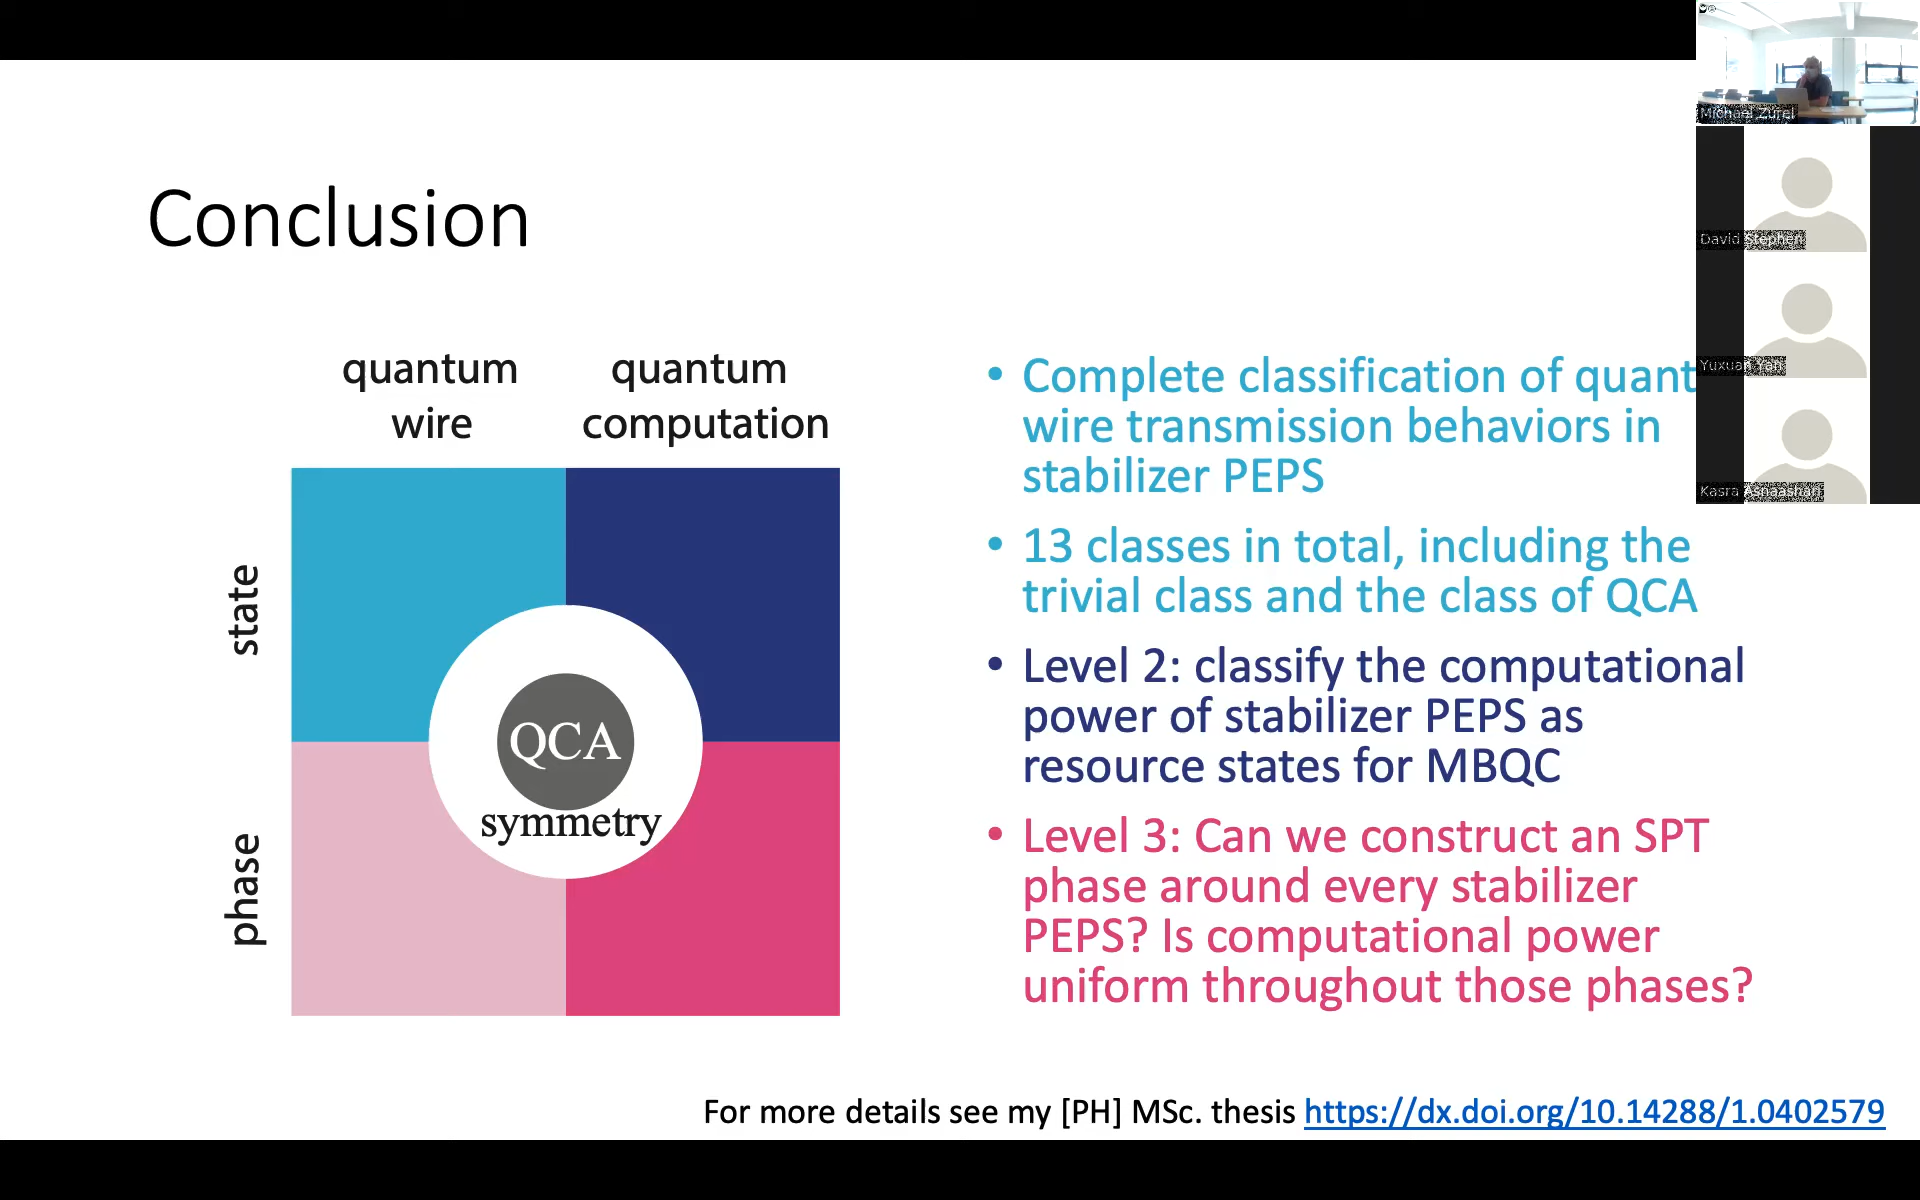 Conclusion
quantum
wire
quantum
computation
state
phase
QCA
symmetry
• Complete classification of quant
wire transmission behaviors in
stabilizer PEPS
• 13 classes in total, including the
trivial class and the class of QCA
• Level 2: classify the computational
power of stabilizer PEPS as
resource states for MBQC
• Level 3: Can we construct an SPT
phase around every stabilizer
PEPS? Is computational power
uniform throughout those phases?
For more details see my [PH] MSc. thesis https://dx.doi.org/10.14288/1.0402579
Michael Zurel
David Stephen
Yuxuan Yan
Kasra Asnaashari